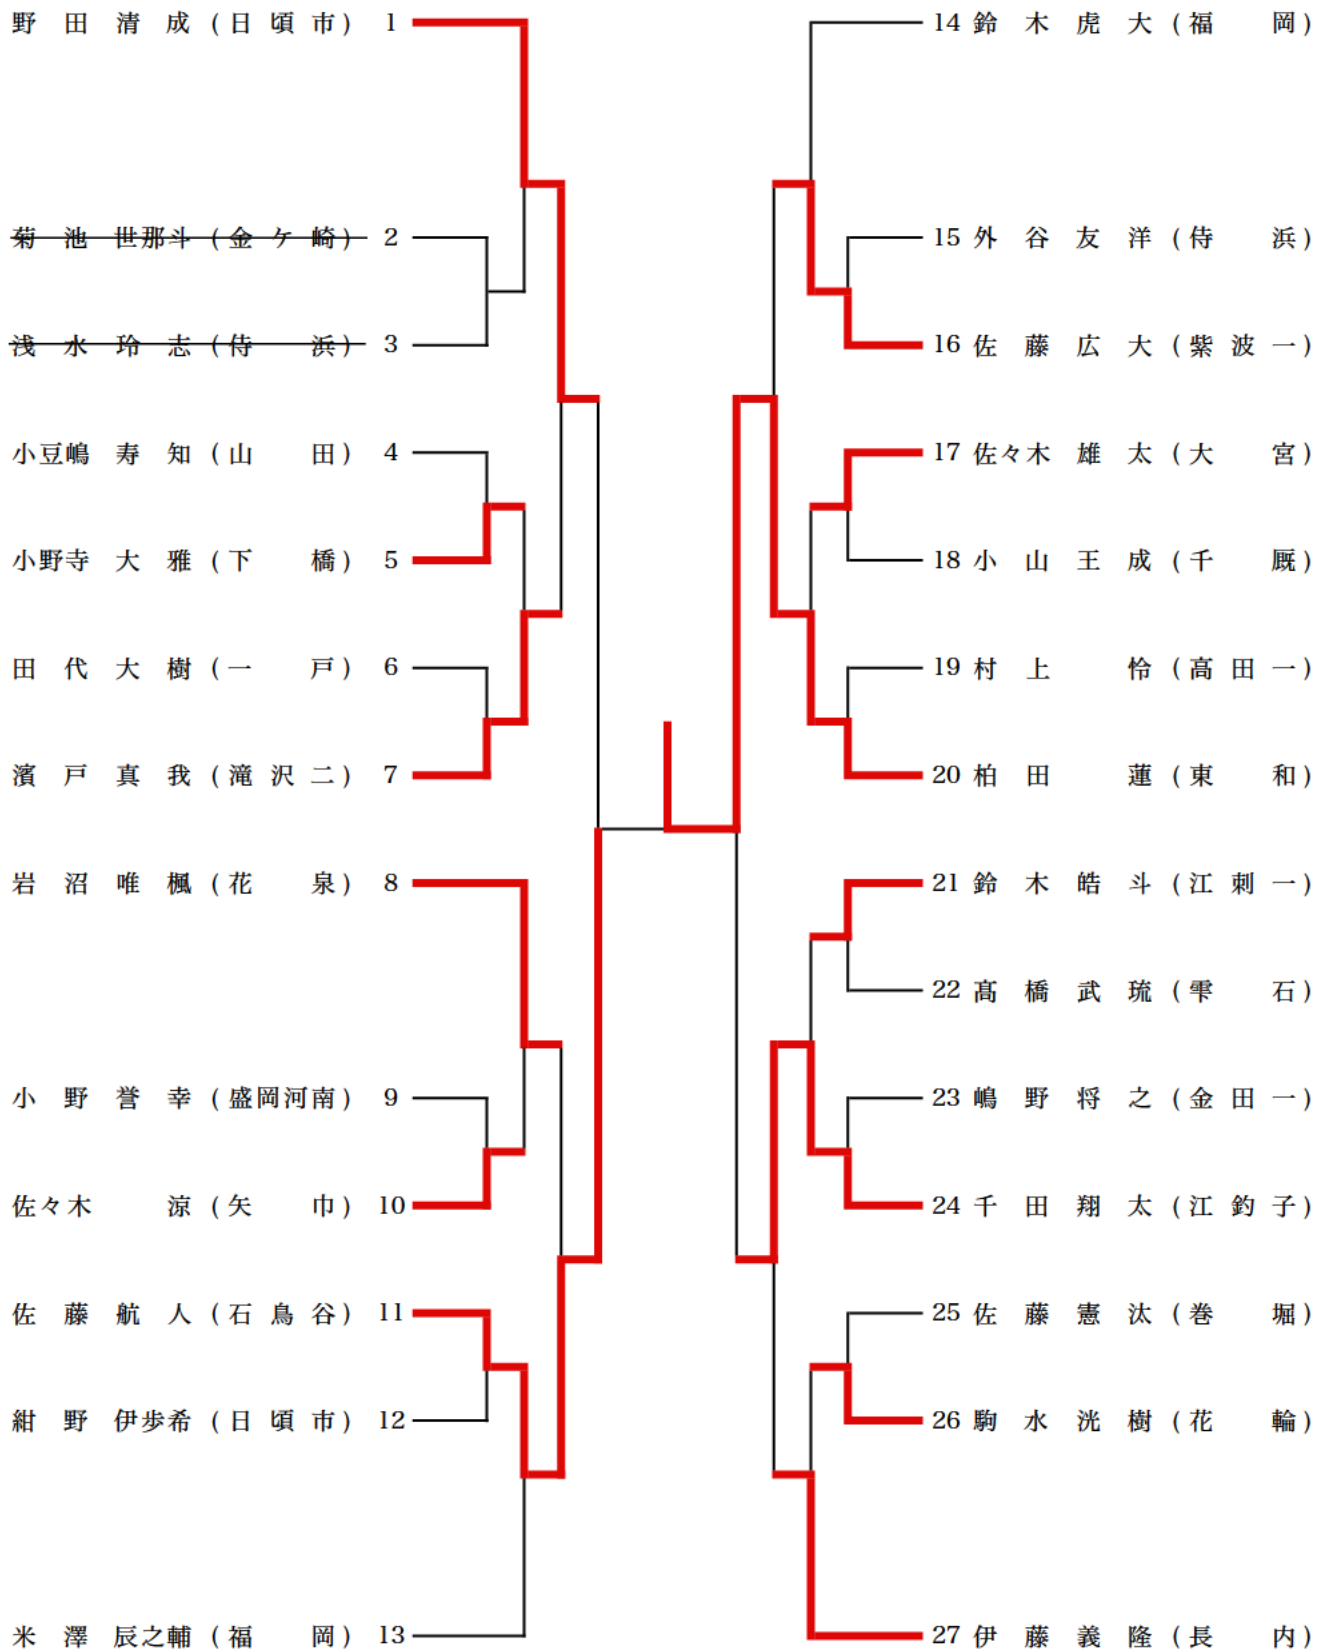 野田清成(日頃市) 1
菊池世那斗(金ケ崎) 2
浅水玲志(侍浜) 3
小豆嶋寿知(山田) 4
小野寺大雅(下橋) 5
田代大樹(一戸) 6
濱戸真我(滝沢二) 7
岩沼唯楓(花泉) 8
小野誉幸(盛岡河南) 9
佐々木涼(矢巾) 10
佐藤航人(石鳥谷) 11
紺野伊歩希(日頃市) 12
米澤辰之輔(福岡) 13
14 鈴木虎大(福岡)
15 外谷友洋(侍浜)
16 佐藤広大(紫波一)
17 佐々木雄太(大宮)
18 小山王成(千厩)
19 村上怜(高田一)
20 柏田蓮(東和)
21 鈴木皓斗(江刺一)
22 髙橋武琉(雫石)
23 嶋野将之(金田一)
24 千田翔太(江釣子)
25 佐藤憲汰(巻堀)
26 駒水洸樹(花輪)
27 伊藤義隆(長内)